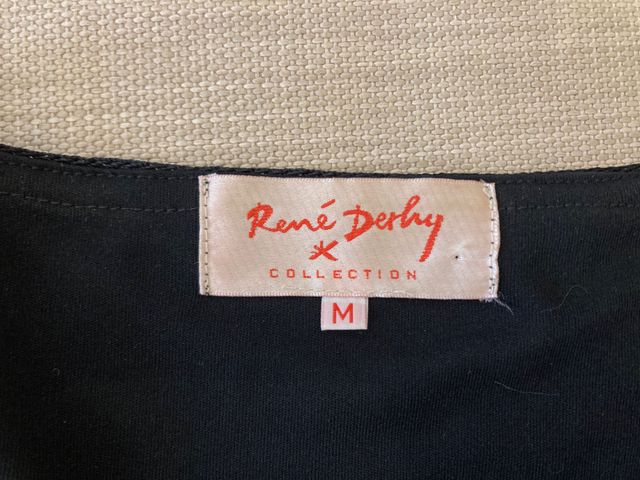 René Derhy
COLLECTION
M